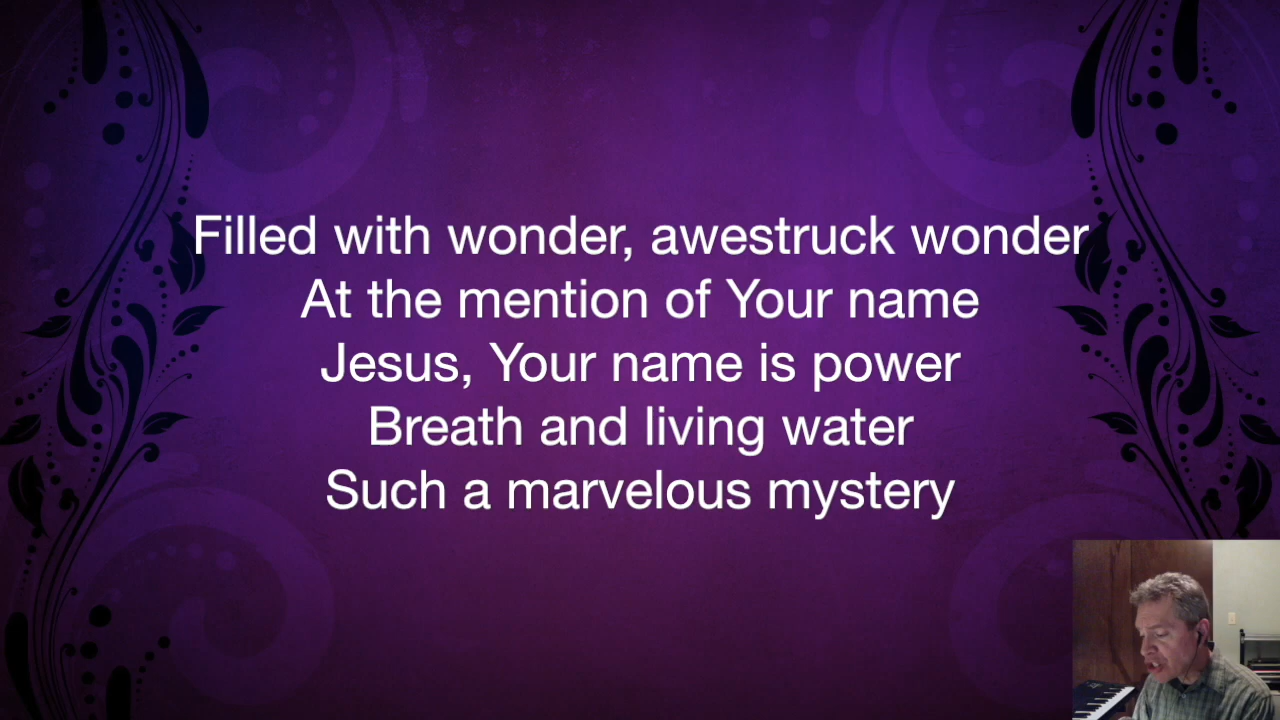 Filled with wonder, awestruck wonder
At the mention of Your name
Jesus, Your name is power
Breath and living water
Such a marvelous mystery